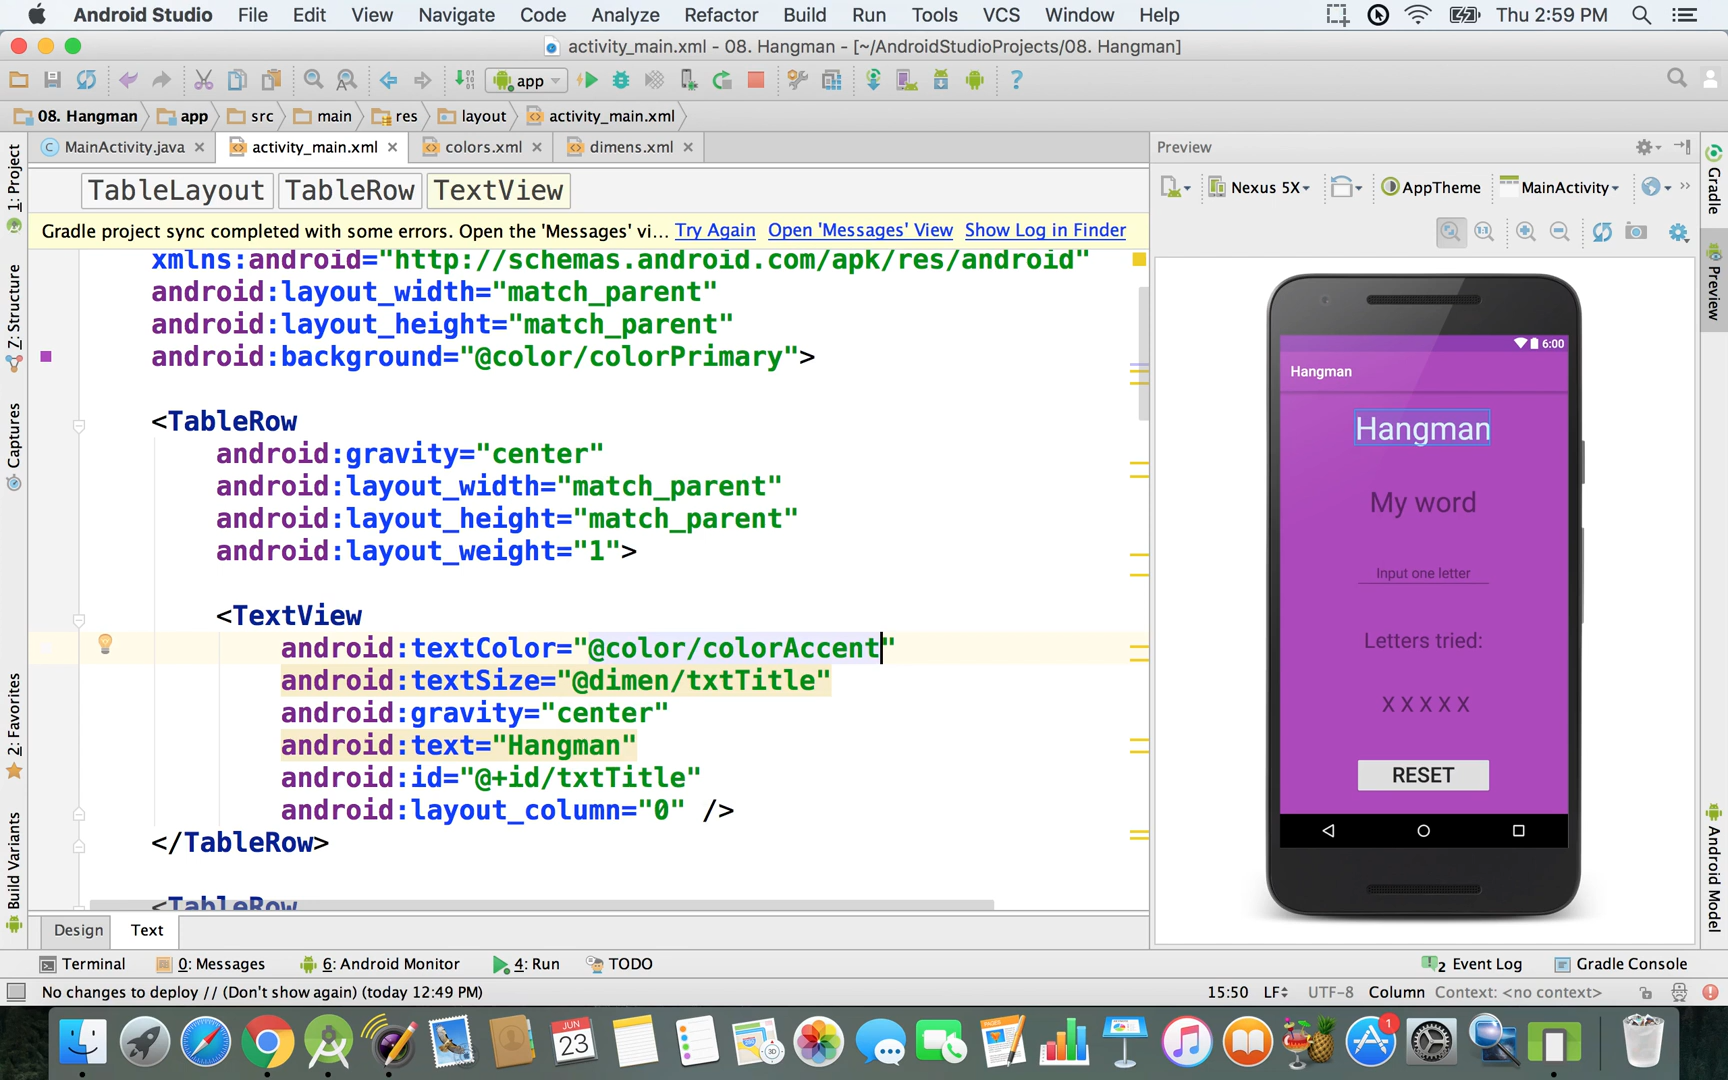 Android Studio File Edit View Navigate Code Analyze Refactor Build Run Tools VCS Window Help Thu 2:59 PM
activity_main.xml - 08. Hangman - [~/AndroidStudioProjects/08. Hangman]
app
08. Hangman app src main res layout activity_main.xml
MainActivity.java activity_main.xml colors.xml dimens.xml Preview
TableLayout TableRow TextView
Nexus 5X AppTheme MainActivity
Gradle project sync completed with some errors. Open the 'Messages' vi... Try Again Open 'Messages' View Show Log in Finder
xmlns:android="http://schemas.android.com/apk/res/android"
android:layout_width="match_parent"
android:layout_height="match_parent"
android:background="@color/colorPrimary">
<TableRow
android:gravity="center"
android:layout_width="match_parent"
android:layout_height="match_parent"
android:layout_weight="1">
<TextView
android:textColor="@color/colorAccent"
android:textSize="@dimen/txtTitle"
android:gravity="center"
android:text="Hangman"
android:id="@+id/txtTitle"
android:layout_column="0" />
</TableRow>
<TableRow
1: Project
7: Structure
Captures
2: Favorites
Build Variants
6:00
Hangman
Hangman
My word
Input one letter
Letters tried:
X X X X X
RESET
Gradle
Preview
Android Model
Design Text
Terminal 0: Messages 6: Android Monitor 4: Run TODO 2 Event Log Gradle Console
No changes to deploy // (Don't show again) (today 12:49 PM) 15:50 LF UTF-8 Column Context: <no context>
JUN
23
3D
1